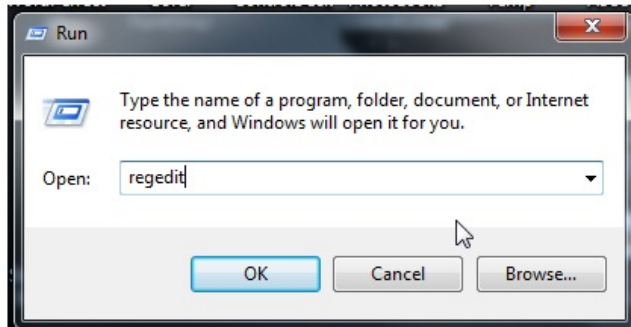 Run
Type the name of a program, folder, document, or Internet
resource, and Windows will open it for you.
Open:
regedit
OK
Cancel
Browse...